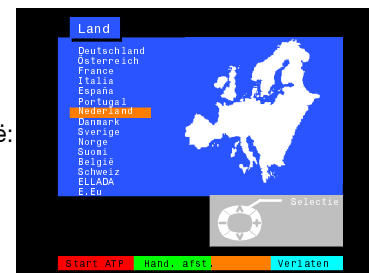 Land
Deutschland
Österreich
France
Italia
España
Portugal
Nederland
Danmark
Sverige
Norge
Suomi
België
Schweiz
ELLADA
E.Eu
ë:
Selectie
Start ATP Hand. afst. Verlaten